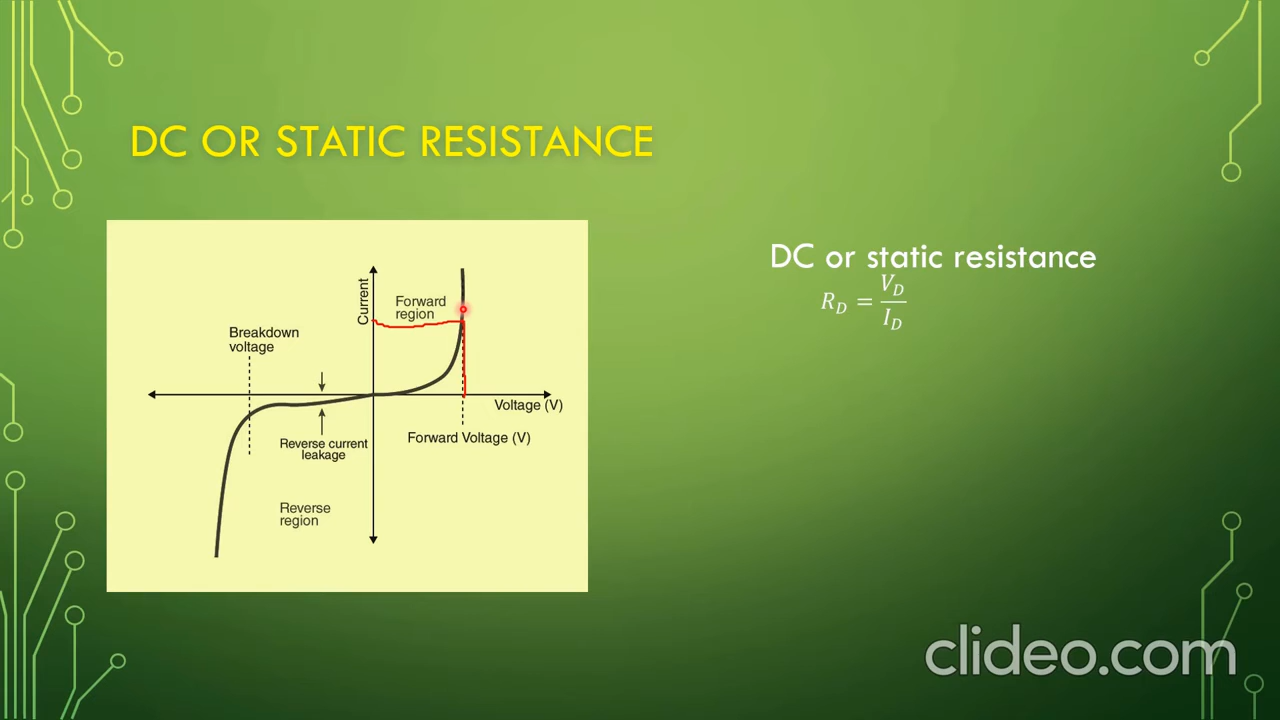 DC OR STATIC RESISTANCE
Current
Forward
region
Breakdown
voltage
Voltage (V)
Forward Voltage (V)
Reverse current
leakage
Reverse
region
DC or static resistance
R_D = V_D / I_D
clideo.com